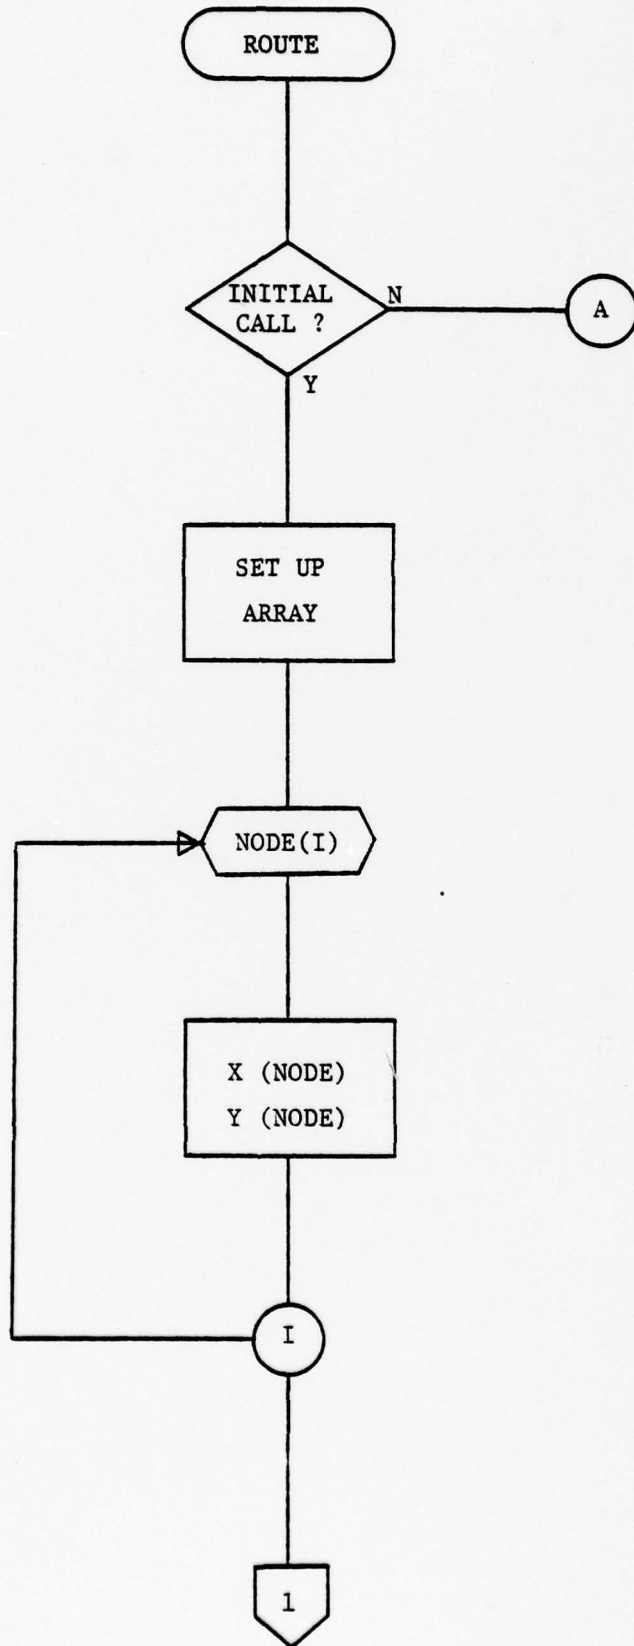 ROUTE
INITIAL
CALL ?
N
A
Y
SET UP
ARRAY
NODE(I)
X (NODE)
Y (NODE)
I
1